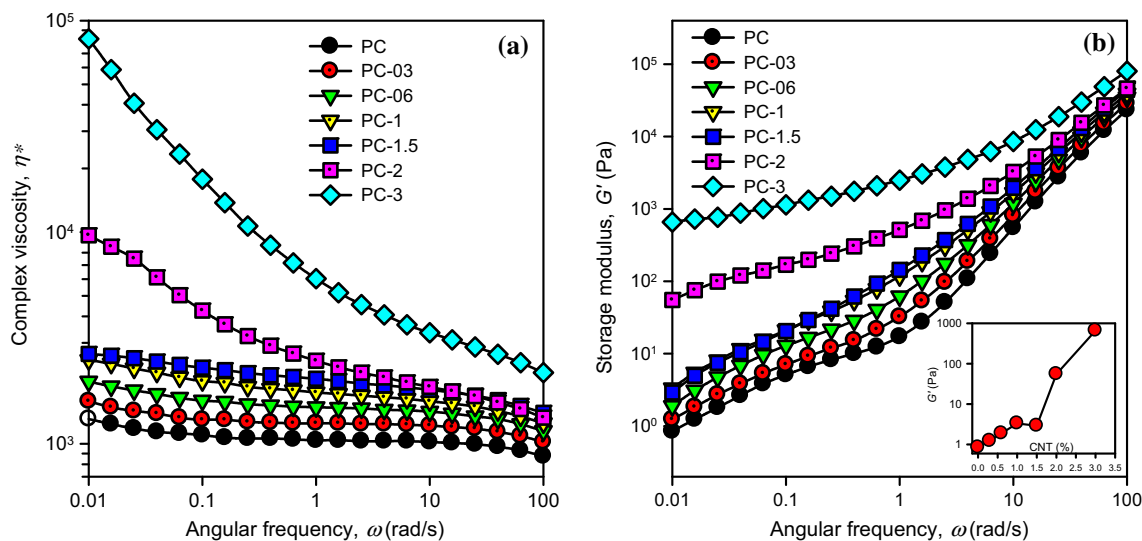 (a)
PC
PC-03
PC-06
PC-1
PC-1.5
PC-2
PC-3
Complex viscosity, η*
10⁵
10⁴
10³
0.01 0.1 1 10 100
Angular frequency, ω (rad/s)
(b)
PC
PC-03
PC-06
PC-1
PC-1.5
PC-2
PC-3
Storage modulus, G′ (Pa)
10⁵
10⁴
10³
10²
10¹
10⁰
0.01 0.1 1 10 100
Angular frequency, ω (rad/s)
G′ (Pa)
1000
100
10
1
CNT (%)
0.0 0.5 1.0 1.5 2.0 2.5 3.0 3.5